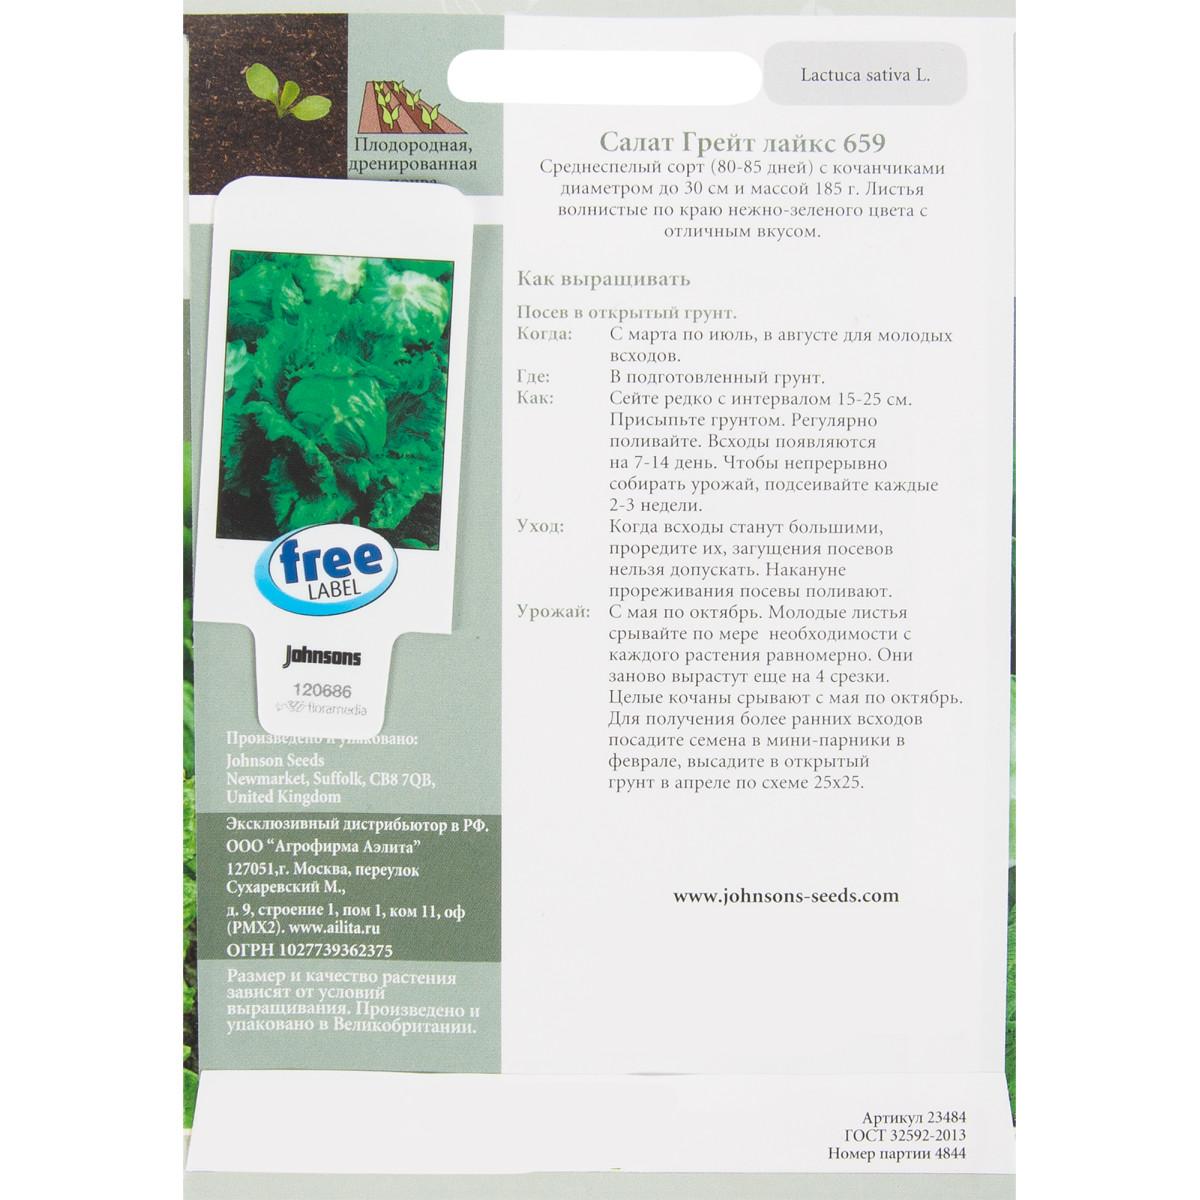 Lactuca sativa L.
Плодородная,
дренированная
Салат Грейт лайкс 659
Среднеспелый сорт (80-85 дней) с кочанчиками
диаметром до 30 см и массой 185 г. Листья
волнистые по краю нежно-зеленого цвета с
отличным вкусом.
Как выращивать
Посев в открытый грунт.
Когда: С марта по июль, в августе для молодых
всходов.
Где: В подготовленный грунт.
Как: Сейте редко с интервалом 15-25 см.
Присыпьте грунтом. Регулярно
поливайте. Всходы появляются
на 7-14 день. Чтобы непрерывно
собирать урожай, подсеивайте каждые
2-3 недели.
Уход: Когда всходы станут большими,
проредите их, загущения посевов
нельзя допускать. Накануне
прореживания посевы поливают.
Урожай: С мая по октябрь. Молодые листья
срывайте по мере необходимости с
каждого растения равномерно. Они
заново вырастут еще на 4 срезки.
Целые кочаны срывают с мая по октябрь.
Для получения более ранних всходов
посадите семена в мини-парники в
феврале, высадите в открытый
грунт в апреле по схеме 25х25.
www.johnsons-seeds.com
free
LABEL
Johnsons
120686
floramedia
Произведено и упаковано:
Johnson Seeds
Newmarket, Suffolk, CB8 7QB,
United Kingdom
Эксклюзивный дистрибьютор в РФ.
ООО “Агрофирма Аэлита”
127051,г. Москва, переулок
Сухаревский М.,
д. 9, строение 1, пом 1, ком 11, оф
(РМХ2). www.ailita.ru
ОГРН 1027739362375
Размер и качество растения
зависят от условий
выращивания. Произведено и
упаковано в Великобритании.
Артикул 23484
ГОСТ 32592-2013
Номер партии 4844